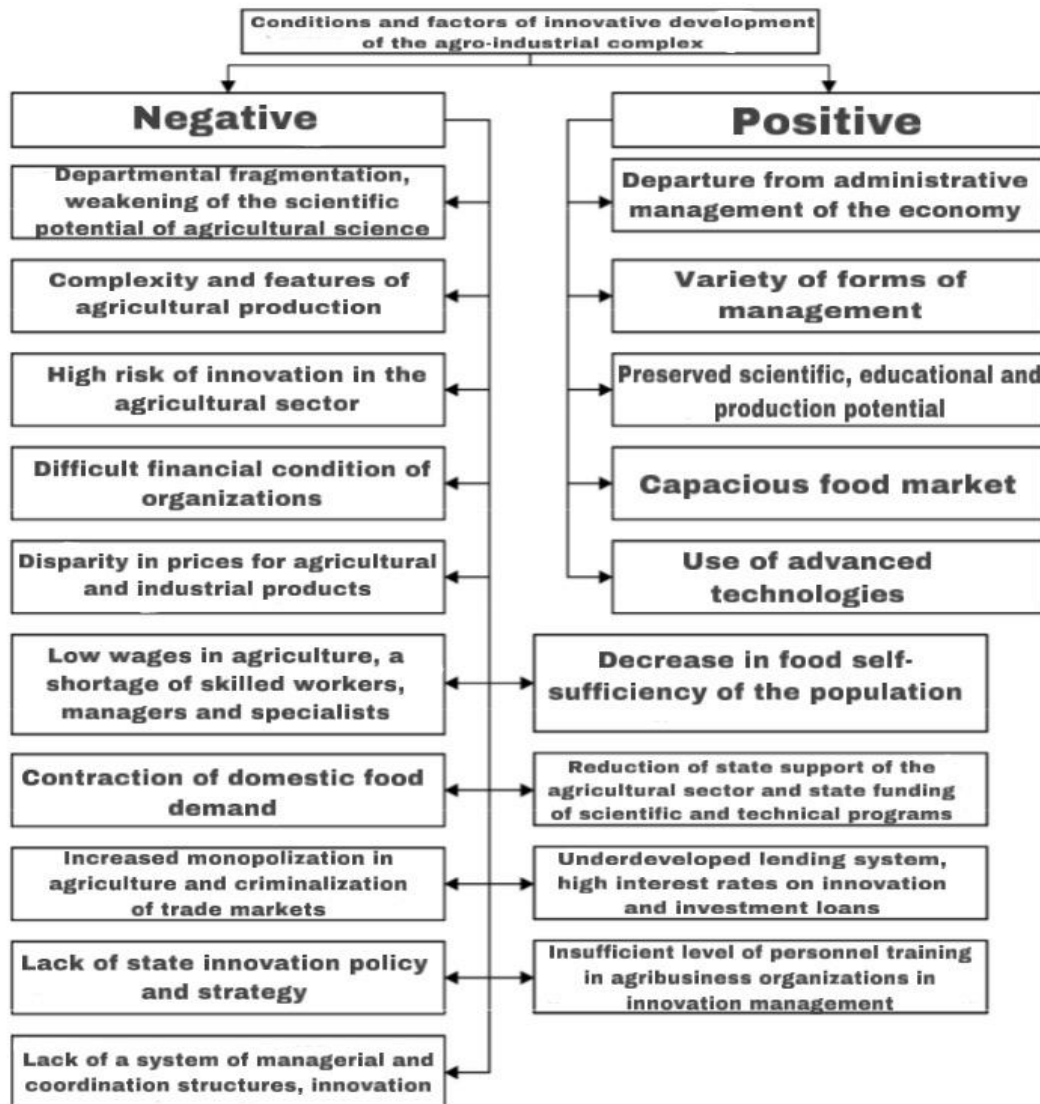 Conditions and factors of innovative development
of the agro-industrial complex
Negative
Departmental fragmentation,
weakening of the scientific
potential of agricultural science
Complexity and features of
agricultural production
High risk of innovation in the
agricultural sector
Difficult financial condition of
organizations
Disparity in prices for agricultural
and industrial products
Low wages in agriculture, a
shortage of skilled workers,
managers and specialists
Contraction of domestic food
demand
Increased monopolization in
agriculture and criminalization
of trade markets
Lack of state innovation policy
and strategy
Lack of a system of managerial and
coordination structures, innovation
Positive
Departure from administrative
management of the economy
Variety of forms of
management
Preserved scientific, educational and
production potential
Capacious food market
Use of advanced
technologies
Decrease in food self-
sufficiency of the population
Reduction of state support of the
agricultural sector and state funding
of scientific and technical programs
Underdeveloped lending system,
high interest rates on innovation
and investment loans
Insufficient level of personnel training
in agribusiness organizations in
innovation management